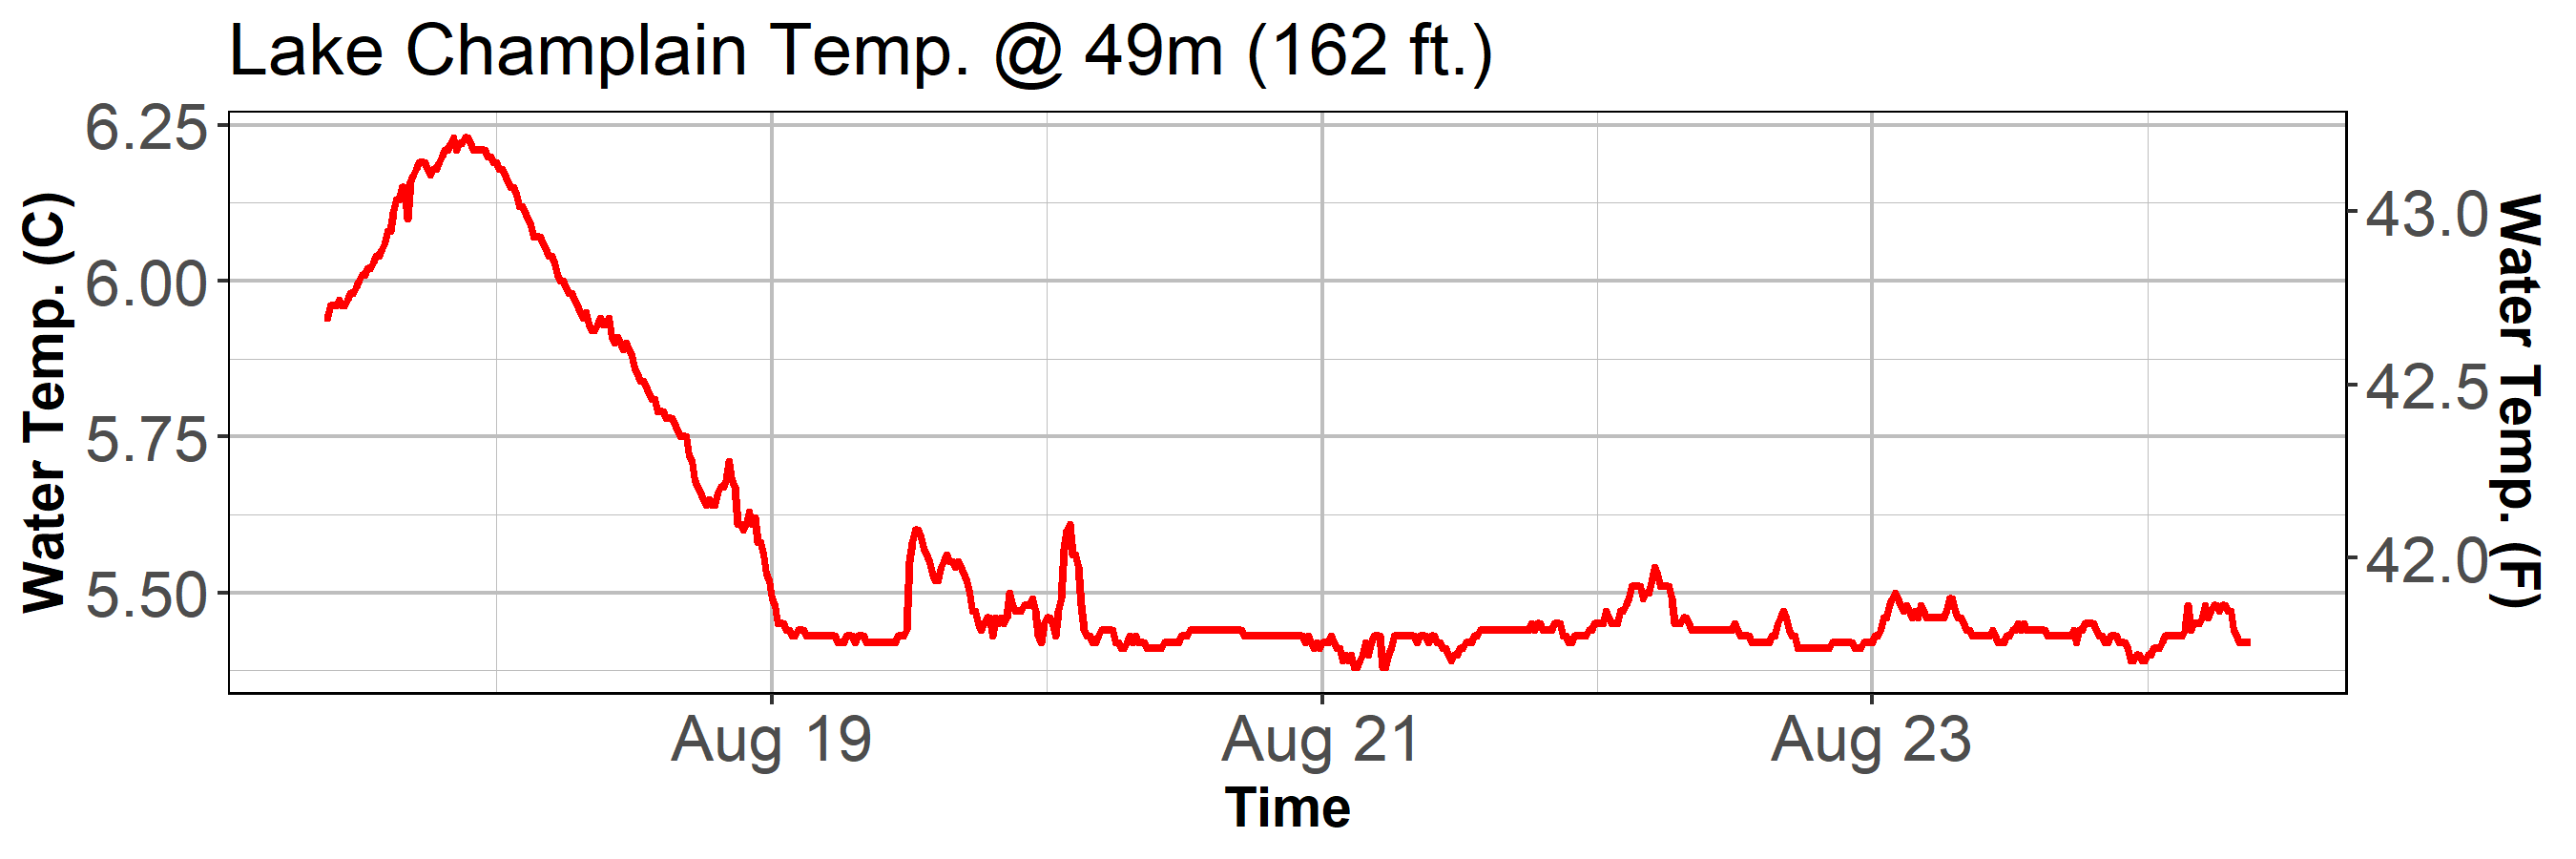 Lake Champlain Temp. @ 49m (162 ft.)
Water Temp. (C)
6.25
6.00
5.75
5.50
43.0
42.5
42.0
Water Temp. (F)
Aug 19 Aug 21 Aug 23
Time